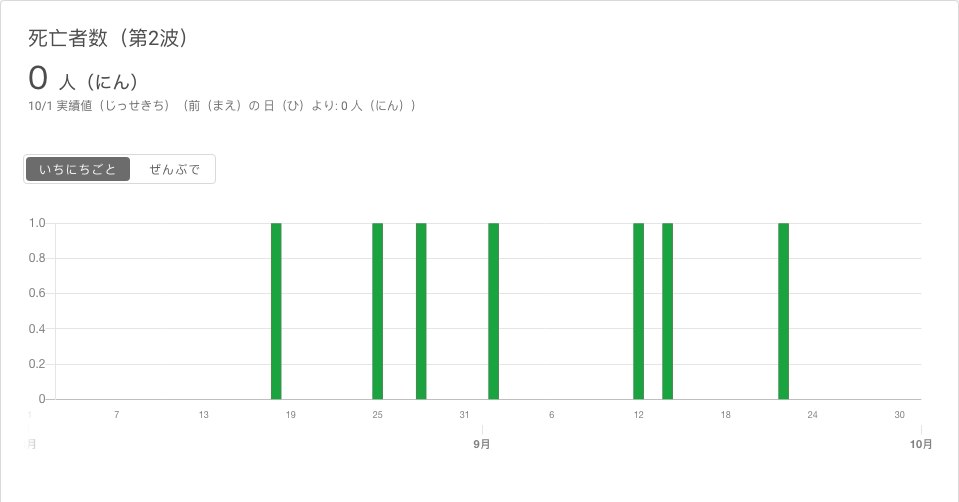 死亡者数（第2波）
0 人（にん）
10/1 実績値（じっせきち）（前（まえ）の 日（ひ）より: 0 人（にん））
いちにちごと ぜんぶで
1.0
0.8
0.6
0.4
0.2
0
1 7 13 19 25 31 6 12 18 24 30
月 9月 10月